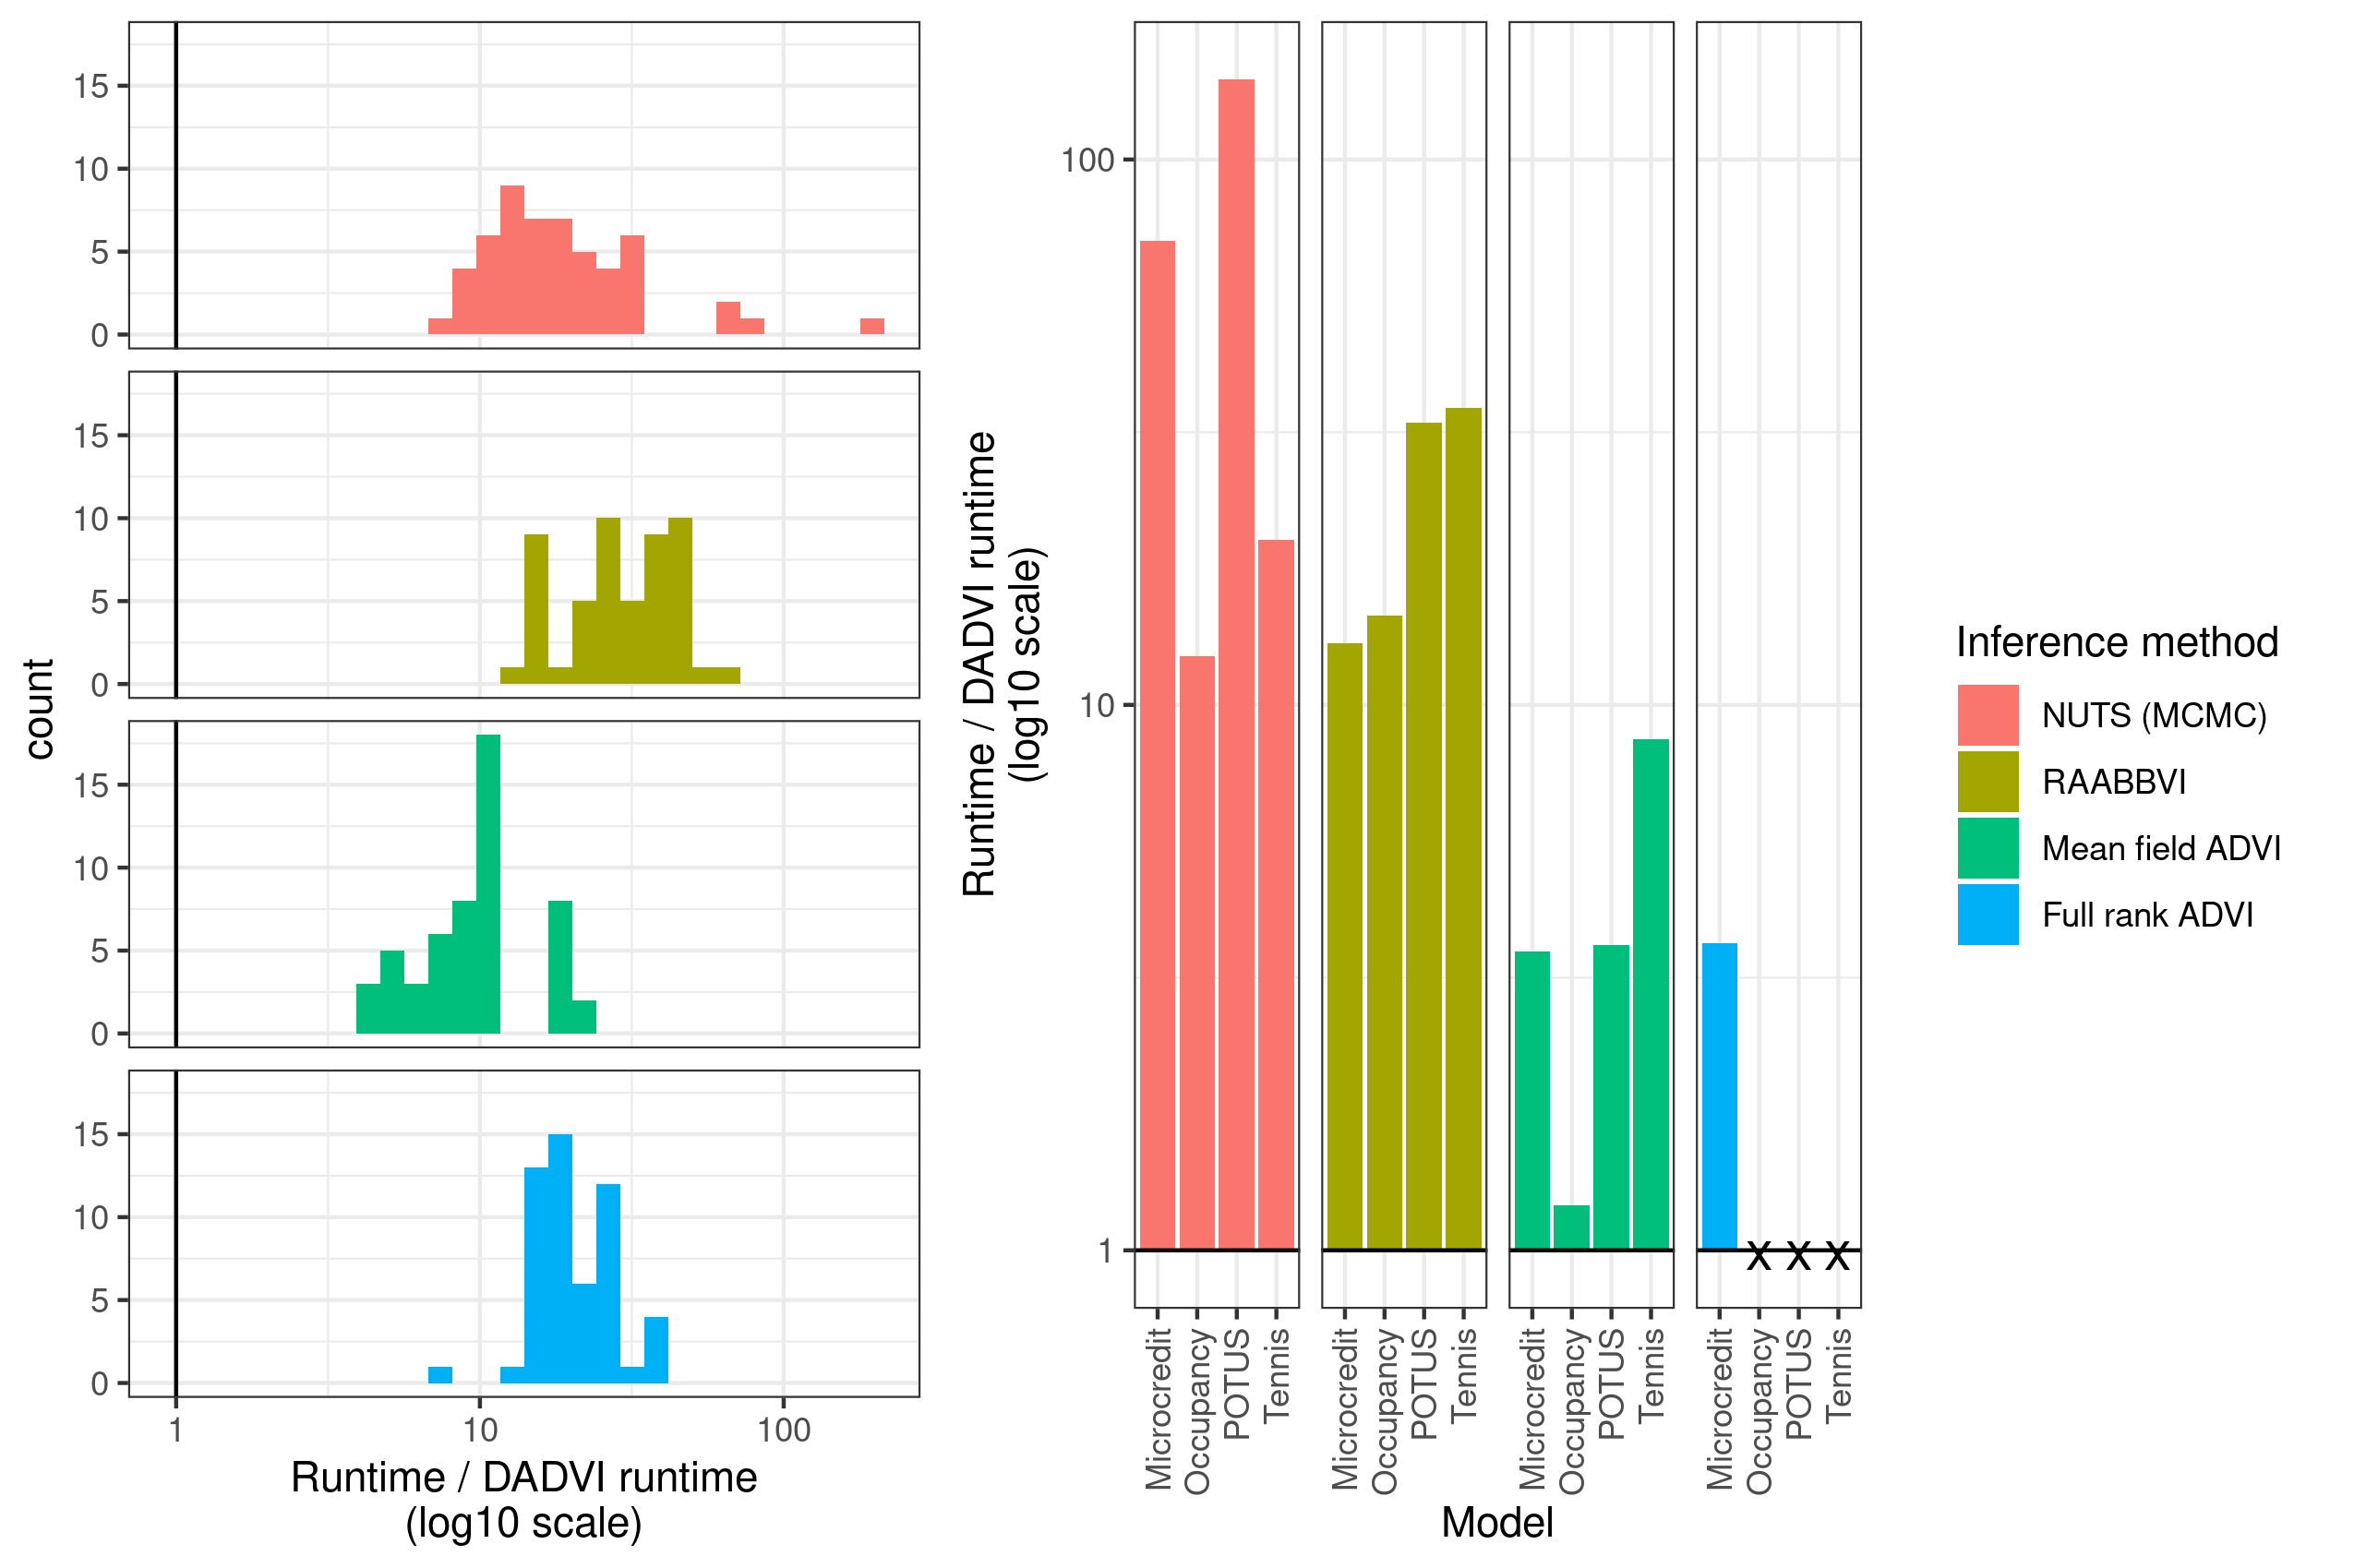 count
15
10
5
0
15
10
5
0
15
10
5
0
15
10
5
0
1
10
100
Runtime / DADVI runtime
(log10 scale)
Runtime / DADVI runtime
(log10 scale)
100
10
1
Microcredit
Occupancy
POTUS
Tennis
Microcredit
Occupancy
POTUS
Tennis
Microcredit
Occupancy
POTUS
Tennis
X
X
X
Microcredit
Occupancy
POTUS
Tennis
Model
Inference method
NUTS (MCMC)
RAABBVI
Mean field ADVI
Full rank ADVI